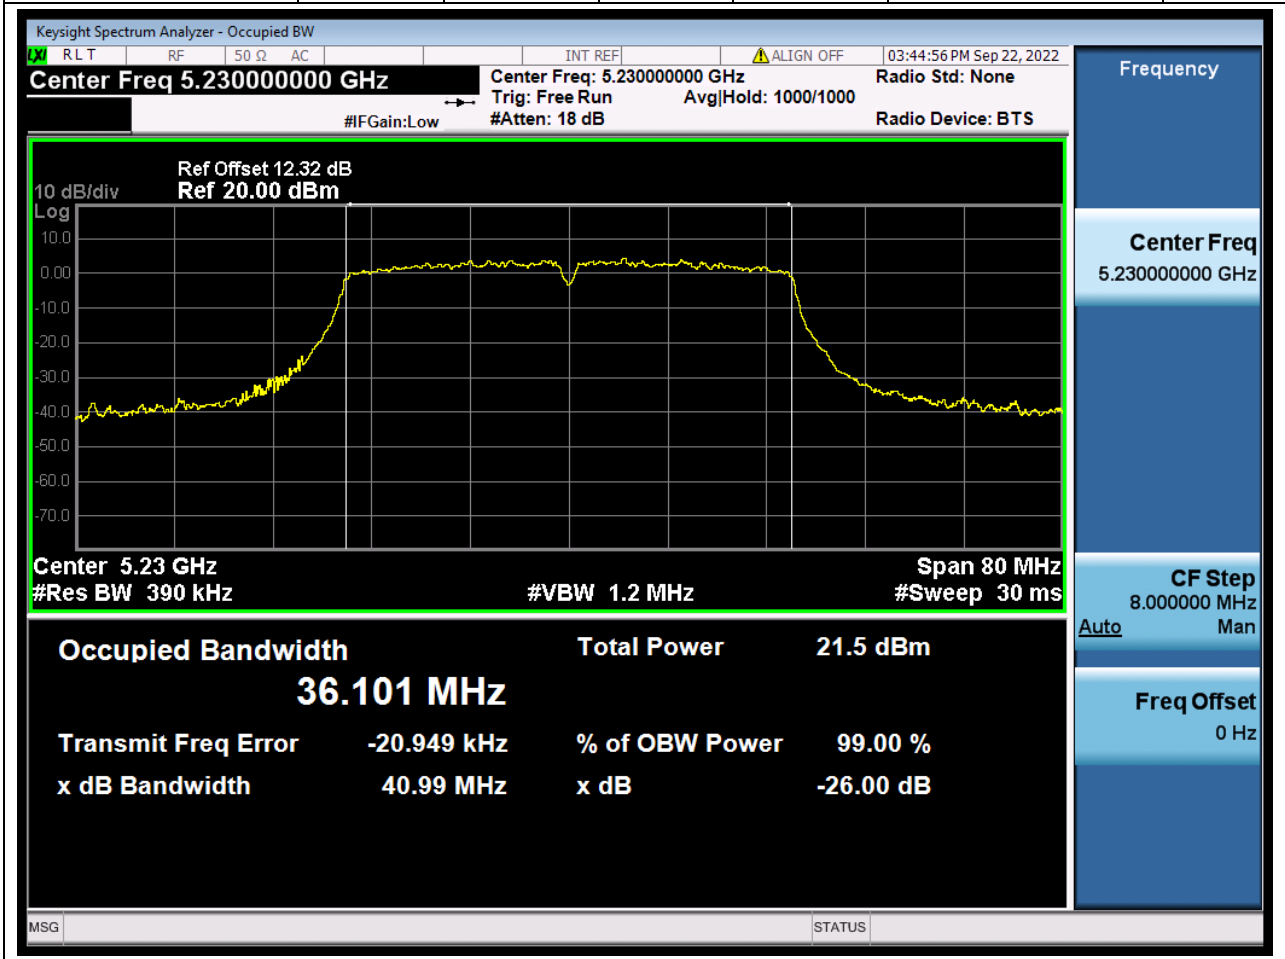 Keysight Spectrum Analyzer - Occupied BW
LXI RLT RF 50 Ω AC INT REF ALIGN OFF 03:44:56 PM Sep 22, 2022
Center Freq 5.230000000 GHz Center Freq: 5.230000000 GHz Radio Std: None
Trig: Free Run Avg|Hold: 1000/1000
#IFGain:Low #Atten: 18 dB Radio Device: BTS
Ref Offset 12.32 dB
10 dB/div Ref 20.00 dBm
Log
10.0
0.00
-10.0
-20.0
-30.0
-40.0
-50.0
-60.0
-70.0
Center 5.23 GHz Span 80 MHz
#Res BW 390 kHz #VBW 1.2 MHz #Sweep 30 ms
Occupied Bandwidth Total Power 21.5 dBm
36.101 MHz
Transmit Freq Error -20.949 kHz % of OBW Power 99.00 %
x dB Bandwidth 40.99 MHz x dB -26.00 dB
MSG STATUS
Frequency
Center Freq
5.230000000 GHz
CF Step
8.000000 MHz
Auto Man
Freq Offset
0 Hz